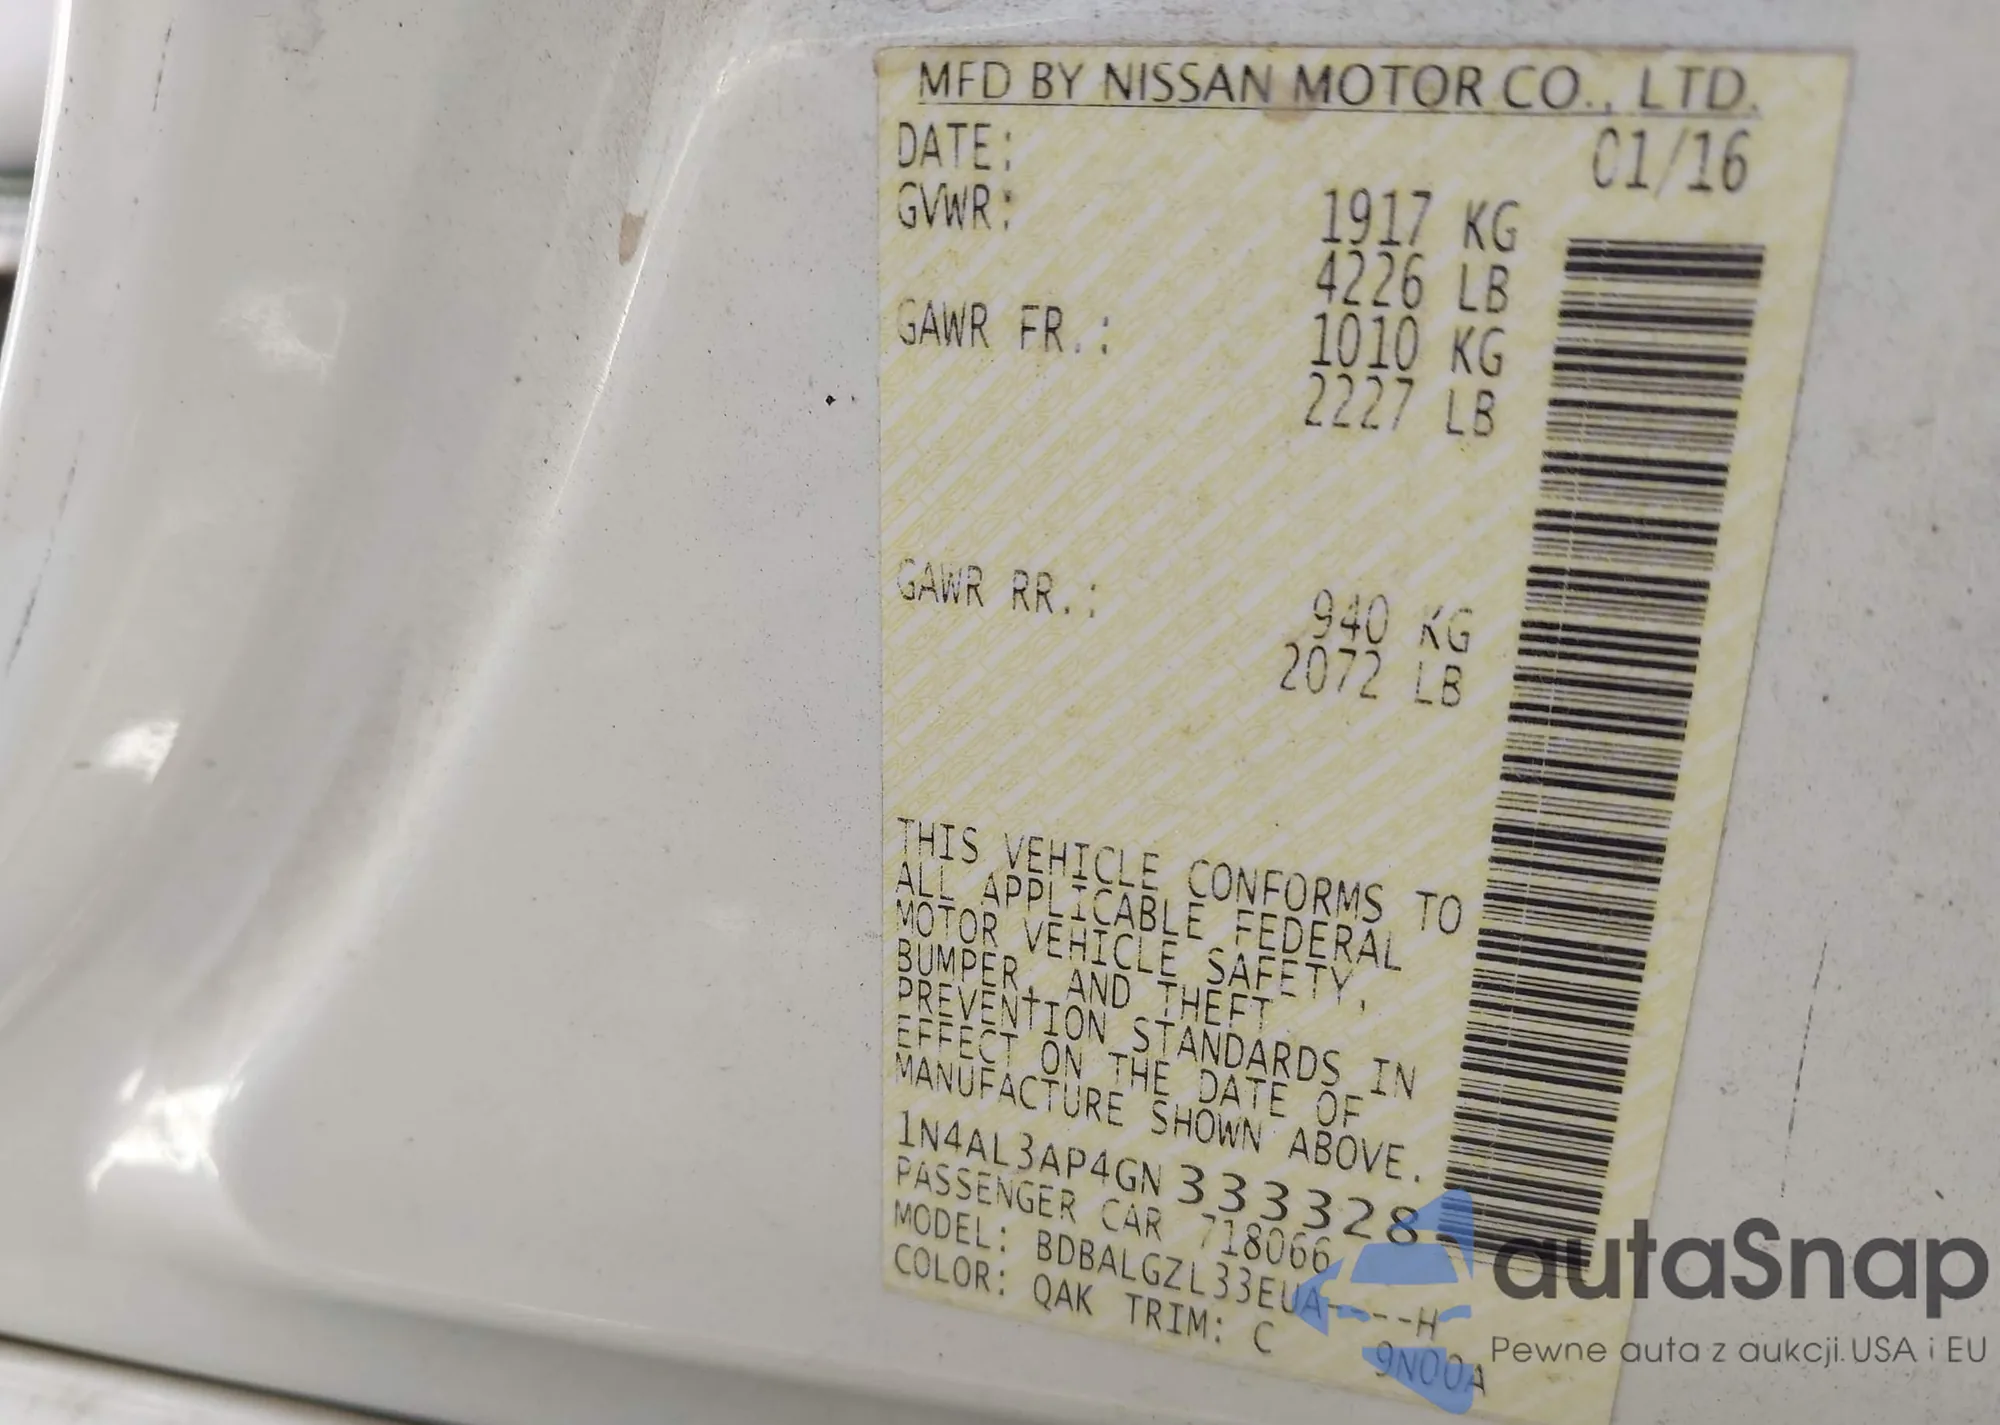 MFD BY NISSAN MOTOR CO., LTD.
DATE: 01/16
GVWR: 1917 KG
4226 LB
GAWR FR.: 1010 KG
2227 LB
GAWR RR.: 940 KG
2072 LB
THIS VEHICLE CONFORMS TO
ALL APPLICABLE FEDERAL
MOTOR VEHICLE SAFETY,
BUMPER, AND THEFT
PREVENTION STANDARDS IN
EFFECT ON THE DATE OF
MANUFACTURE SHOWN ABOVE.
1N4AL3AP4GN333328
PASSENGER CAR 718066
MODEL: BDBALGZL33EUA----H
COLOR: QAK TRIM: C 9N00A
autaSnap
Pewne auta z aukcji USA i EU